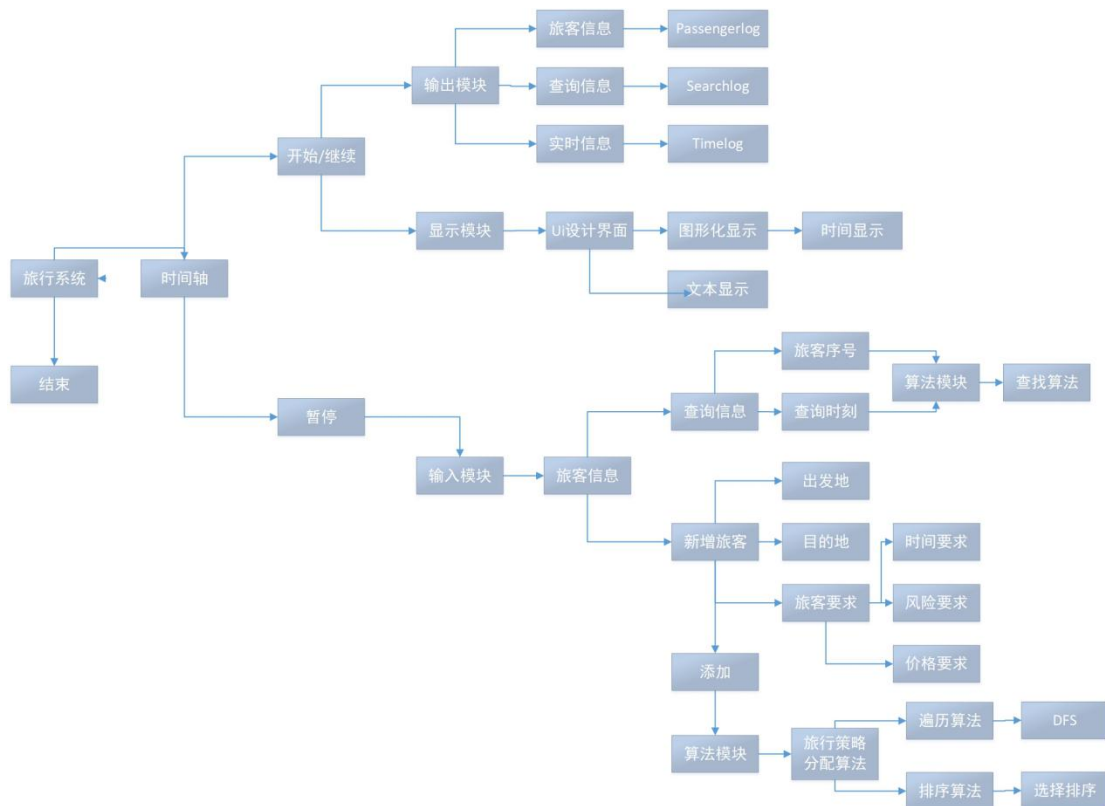 旅客信息
Passengerlog
输出模块
查询信息
Searchlog
实时信息
Timelog
开始/继续
显示模块
Ui设计界面
图形化显示
时间显示
旅行系统
时间轴
文本显示
旅客序号
结束
算法模块
查找算法
暂停
查询信息
查询时刻
输入模块
旅客信息
出发地
新增旅客
目的地
时间要求
旅客要求
风险要求
价格要求
添加
遍历算法
DFS
算法模块
旅行策略
分配算法
排序算法
选择排序